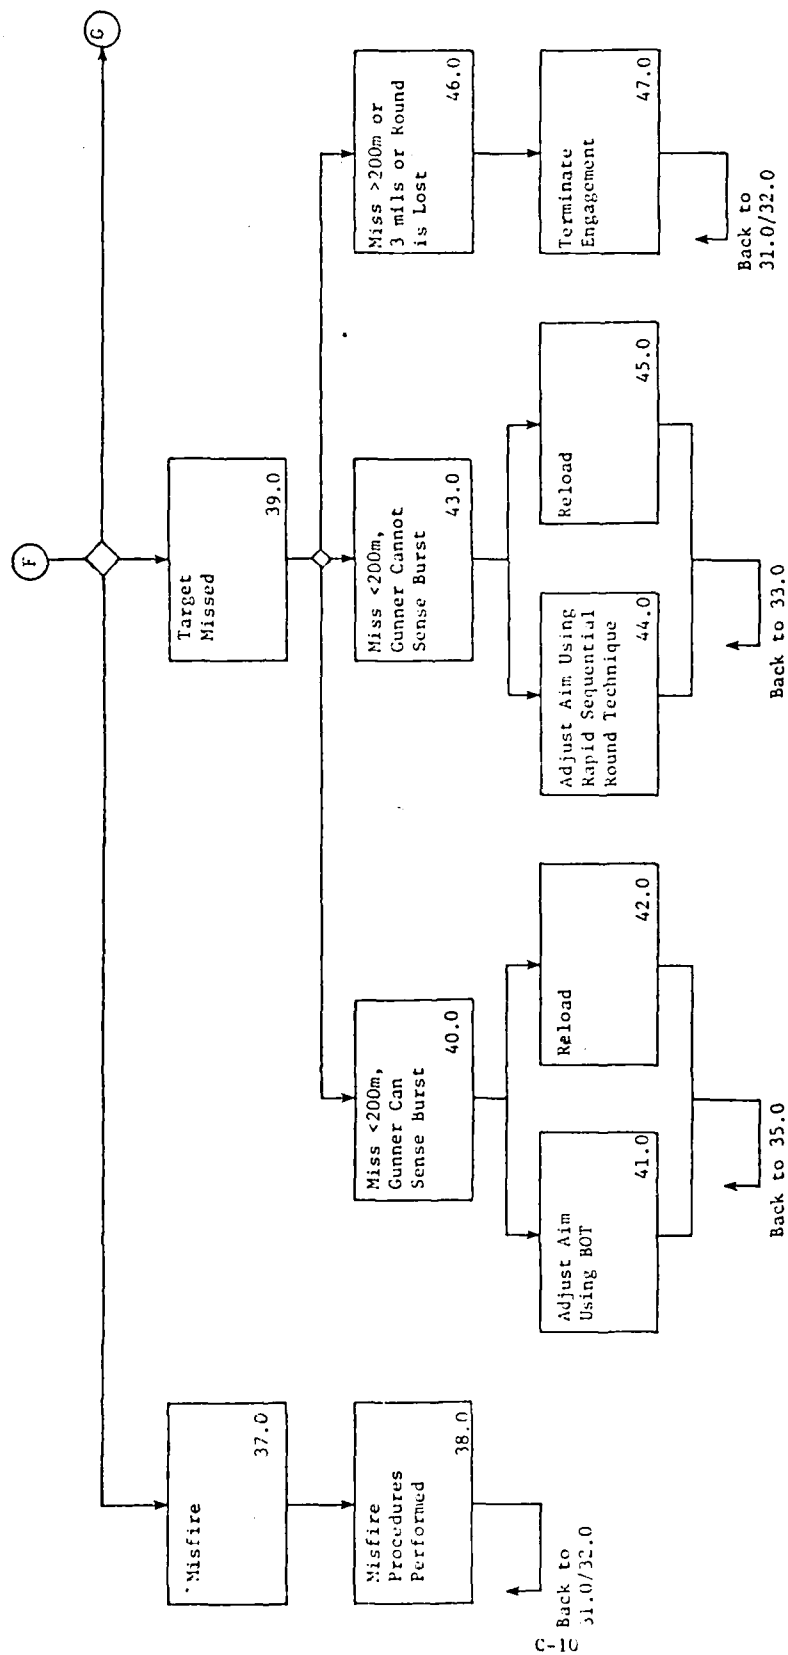 F
G
Misfire
37.0
Misfire
Procedures
Performed
38.0
Back to
31.0/32.0
Target
Missed
39.0
Miss <200m,
Gunner Can
Sense Burst
40.0
Adjust Aim
Using BOT
41.0
Reload
42.0
Back to 35.0
Miss <200m,
Gunner Cannot
Sense Burst
43.0
Adjust Aim Using
Rapid Sequential
Round Technique
44.0
Reload
45.0
Back to 33.0
Miss >200m or
3 mils or Round
is Lost
46.0
Terminate
Engagement
47.0
Back to
31.0/32.0
C-10